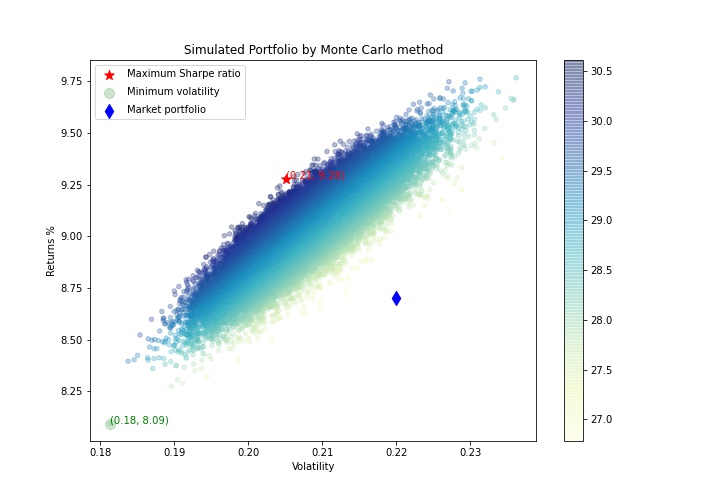 Simulated Portfolio by Monte Carlo method
Maximum Sharpe ratio
Minimum volatility
Market portfolio
9.75
9.50
9.25
9.00
8.75
8.50
8.25
Returns %
(0.18, 8.09)
0.18 0.19 0.20 0.21 0.22 0.23
Volatility
30.5
30.0
29.5
29.0
28.5
28.0
27.5
27.0